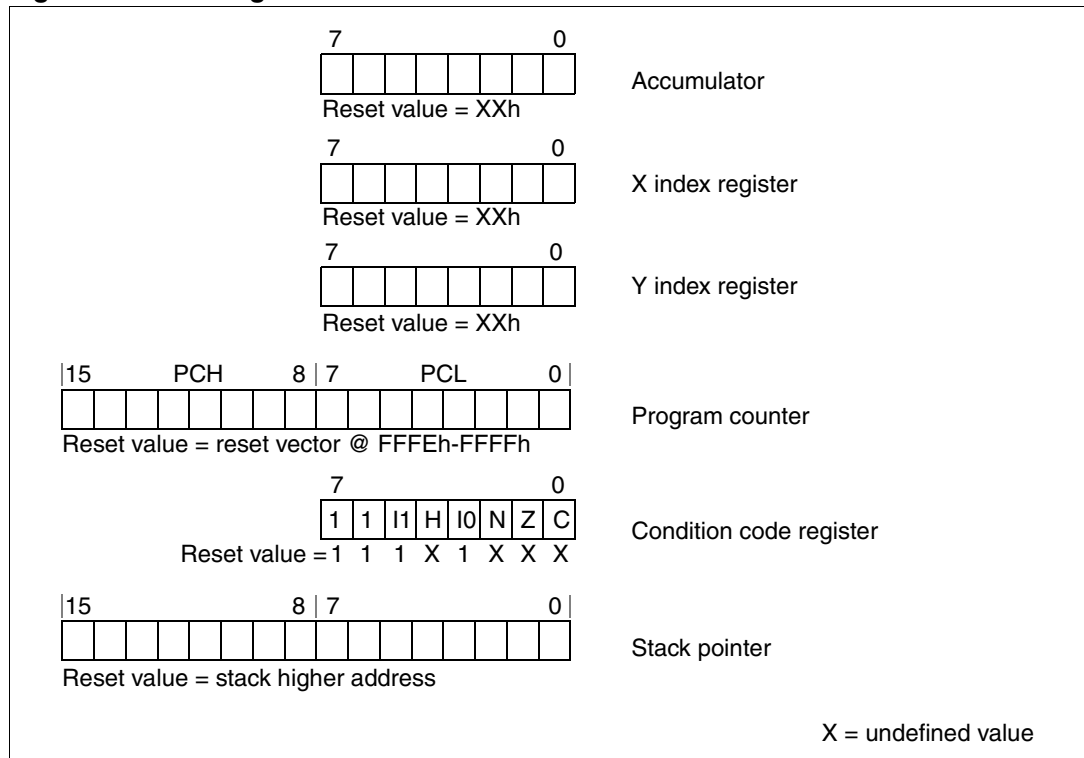 7 0
Accumulator
Reset value = XXh
7 0
X index register
Reset value = XXh
7 0
Y index register
Reset value = XXh
15 PCH 8 7 PCL 0
Program counter
Reset value = reset vector @ FFFEh-FFFFh
7 0
1 1 I1 H I0 N Z C
Condition code register
Reset value = 1 1 1 X 1 X X X
15 8 7 0
Stack pointer
Reset value = stack higher address
X = undefined value